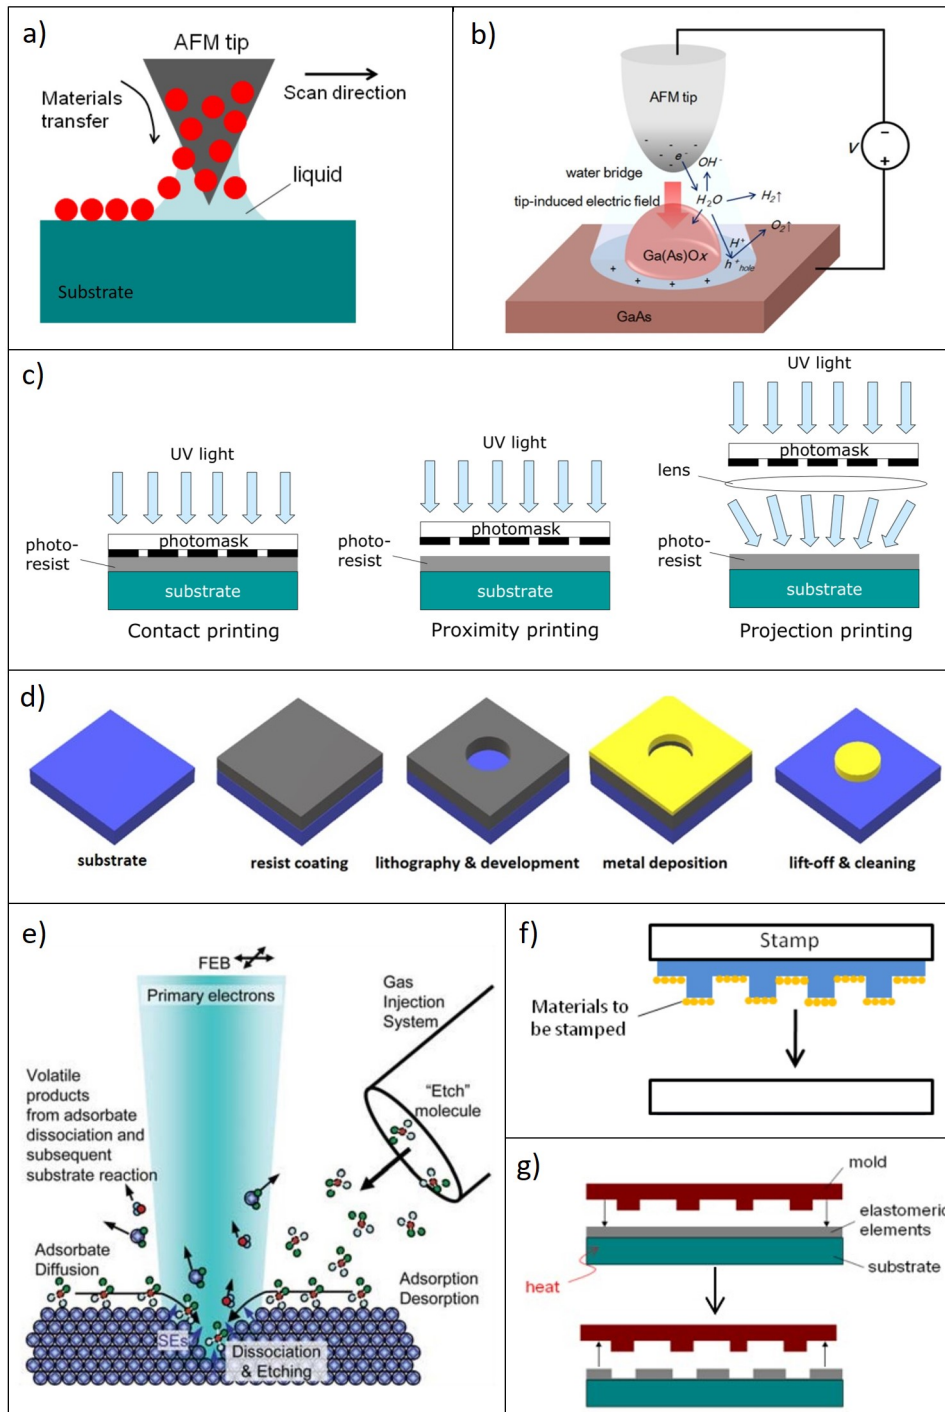 a)
AFM tip
Materials
transfer
Scan direction
liquid
Substrate
b)
AFM tip
- - - - - -
e-
OH-
water bridge
tip-induced electric field
H2O
H2↑
O2↑
H+
h+hole
Ga(As)Ox
+ + + + + +
GaAs
V
−
+
c)
UV light
photomask
photo-
resist
substrate
Contact printing
UV light
photomask
photo-
resist
substrate
Proximity printing
UV light
photomask
lens
photo-
resist
substrate
Projection printing
d)
substrate
resist coating
lithography & development
metal deposition
lift-off & cleaning
e)
FEB
Primary electrons
Gas
Injection
System
"Etch"
molecule
Volatile
products
from adsorbate
dissociation and
subsequent
substrate reaction
Adsorbate
Diffusion
Adsorption
Desorption
SEs
Dissociation
& Etching
f)
Stamp
Materials to
be stamped
g)
mold
elastomeric
elements
substrate
heat